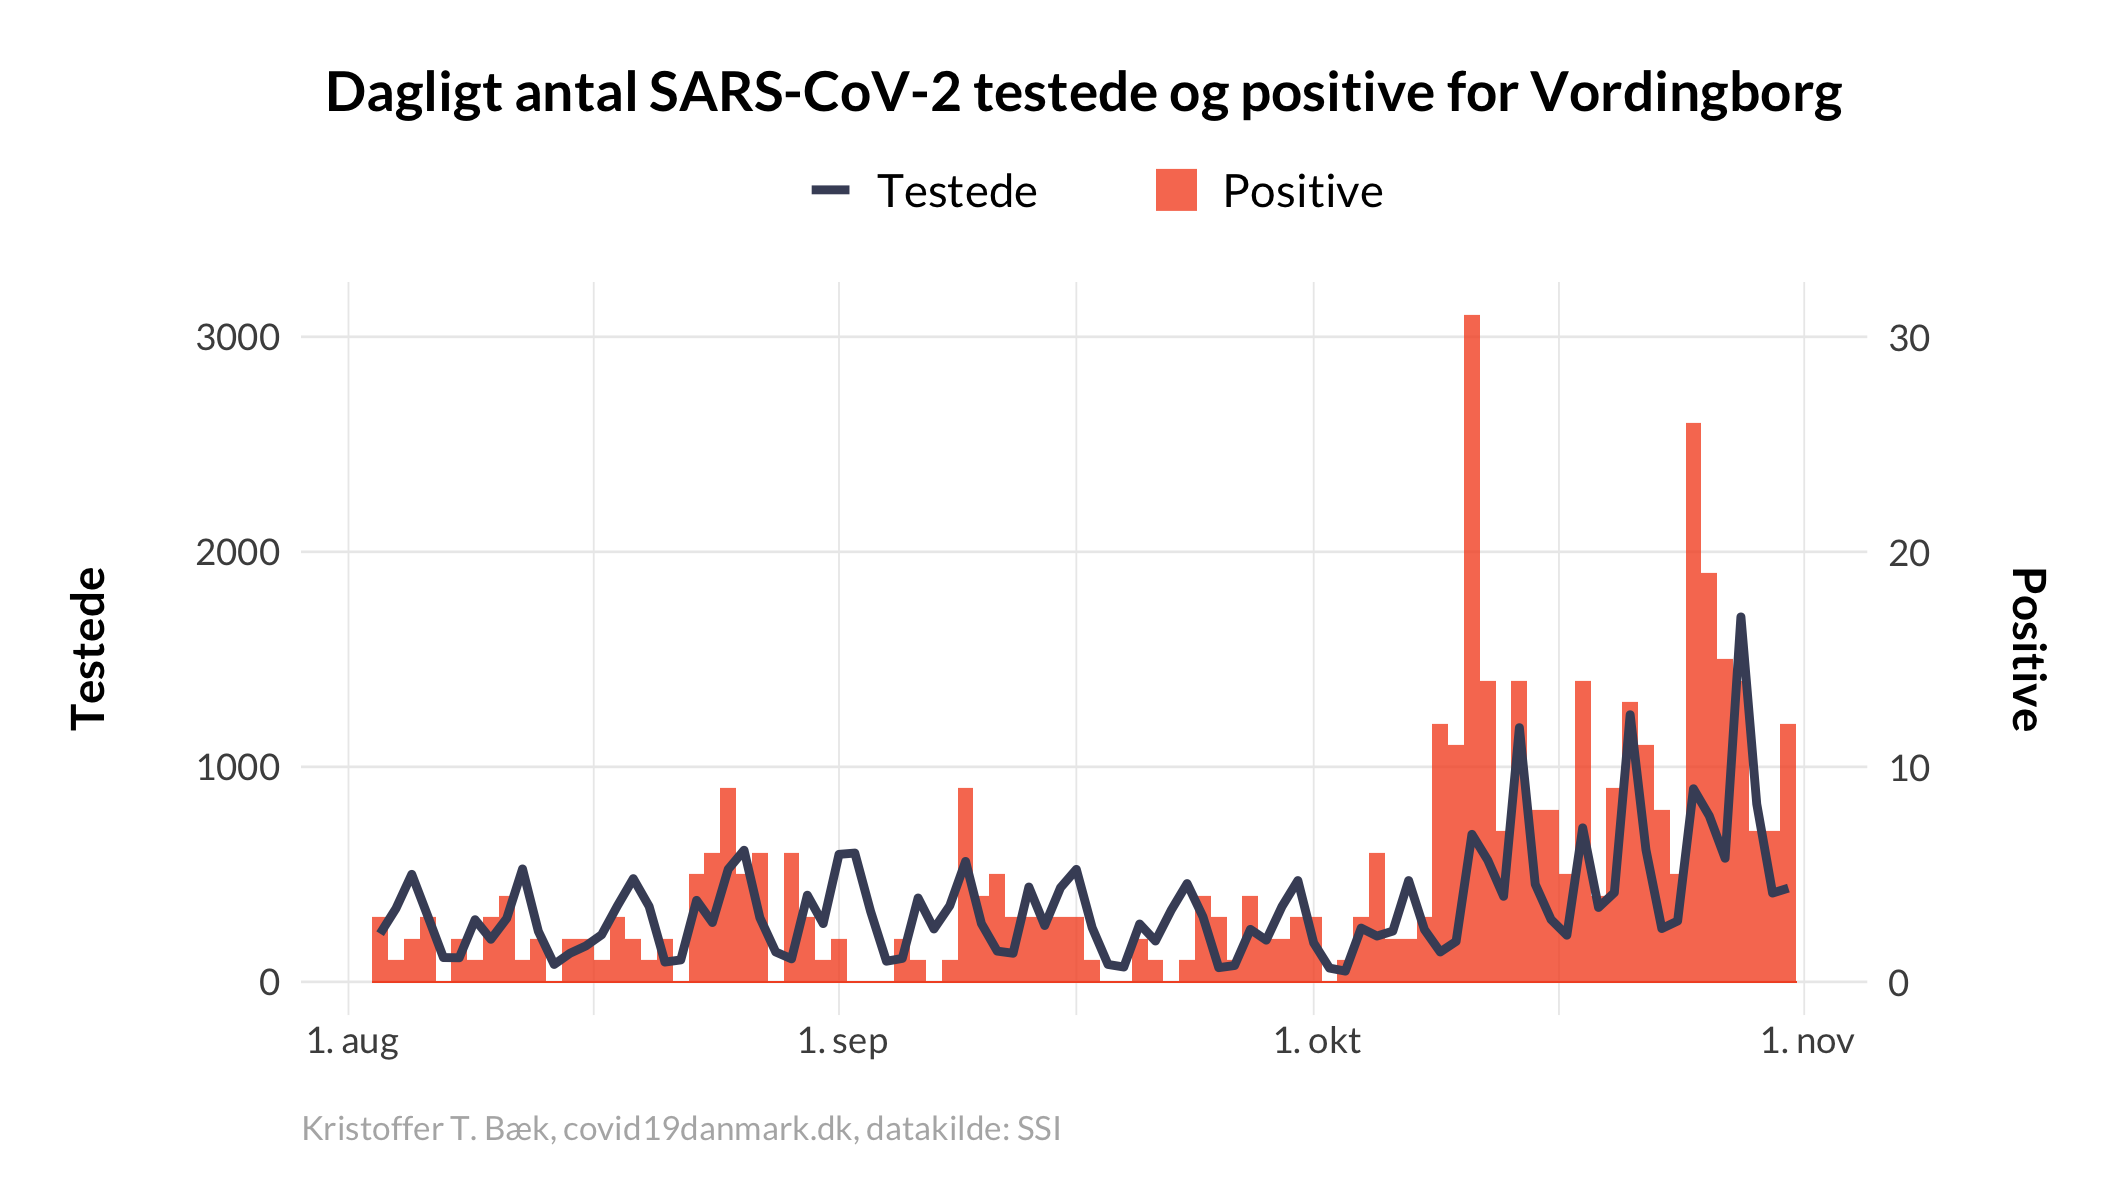 Dagligt antal SARS-CoV-2 testede og positive for Vordingborg
Testede
Positive
3000
2000
1000
0
30
20
10
0
Testede
Positive
1. aug
1. sep
1. okt
1. nov
Kristoffer T. Bæk, covid19danmark.dk, datakilde: SSI